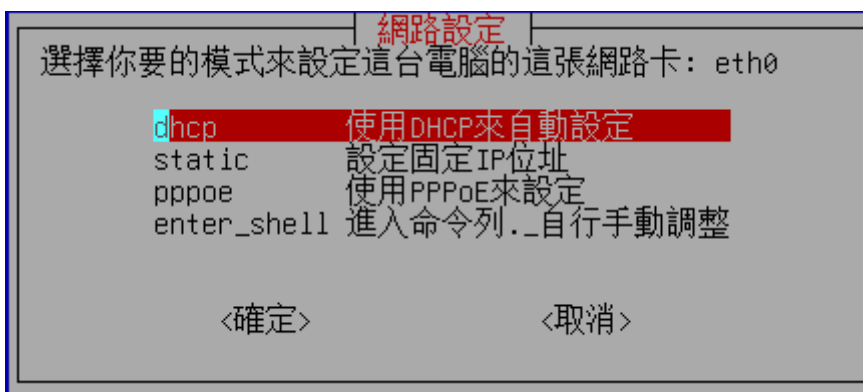 網路設定
選擇你要的模式來設定這台電腦的這張網路卡: eth0
dhcp 使用DHCP來自動設定
static 設定固定IP位址
pppoe 使用PPPoE來設定
enter_shell 進入命令列._自行手動調整
<確定> <取消>